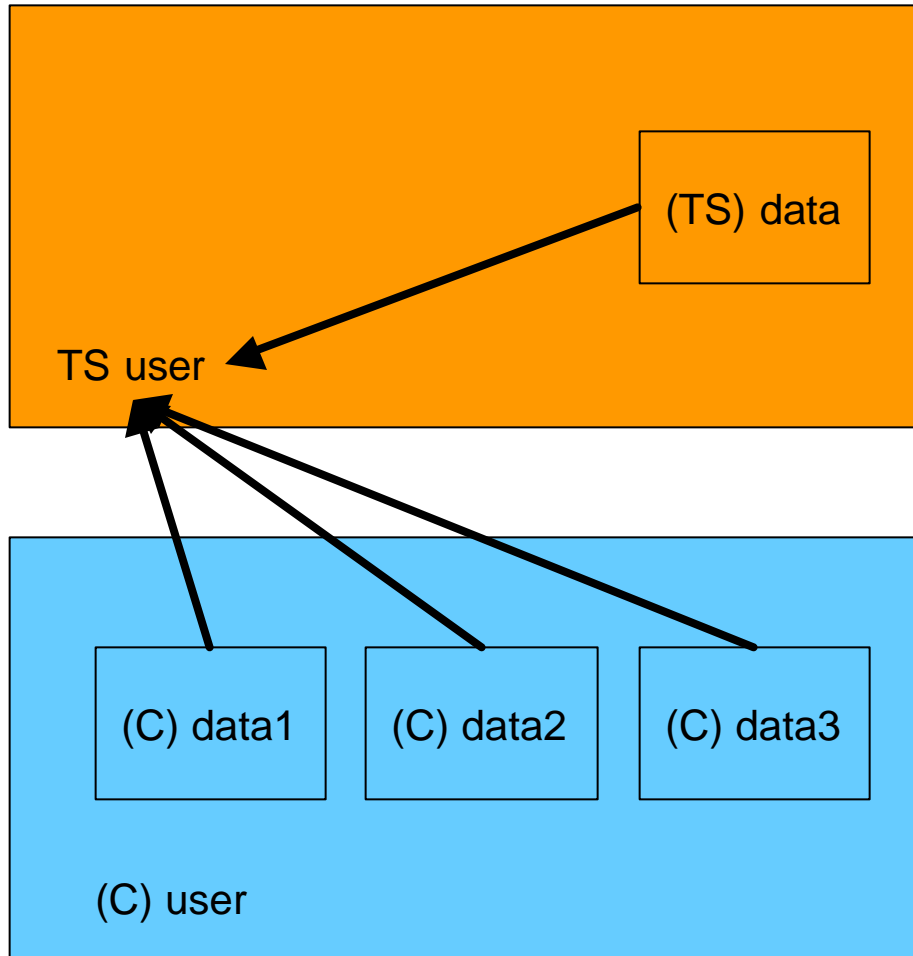 (TS) data
TS user
(C) data1
(C) data2
(C) data3
(C) user